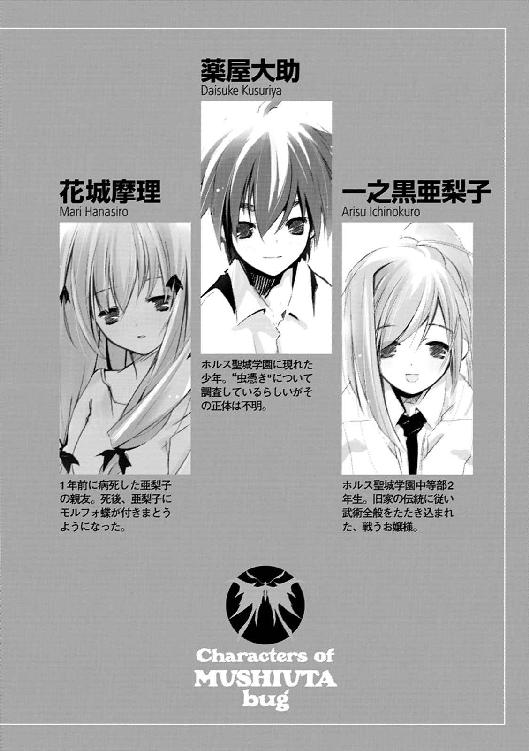 薬屋大助
Daisuke Kusuriya
ホルス聖城学園に現れた
少年。“虫憑き”について
調査しているらしいがそ
の正体は不明。
花城摩理
Mari Hanasiro
1年前に病死した亜梨子
の親友。死後、亜梨子に
モルフォ蝶が付きまとう
ようになった。
一之黒亜梨子
Arisu Ichinokuro
ホルス聖城学園中等部2
年生。旧家の伝統に従い
武術全般をたたき込まれ
た、戦うお嬢様。
Characters of
MUSHIUTA
bug